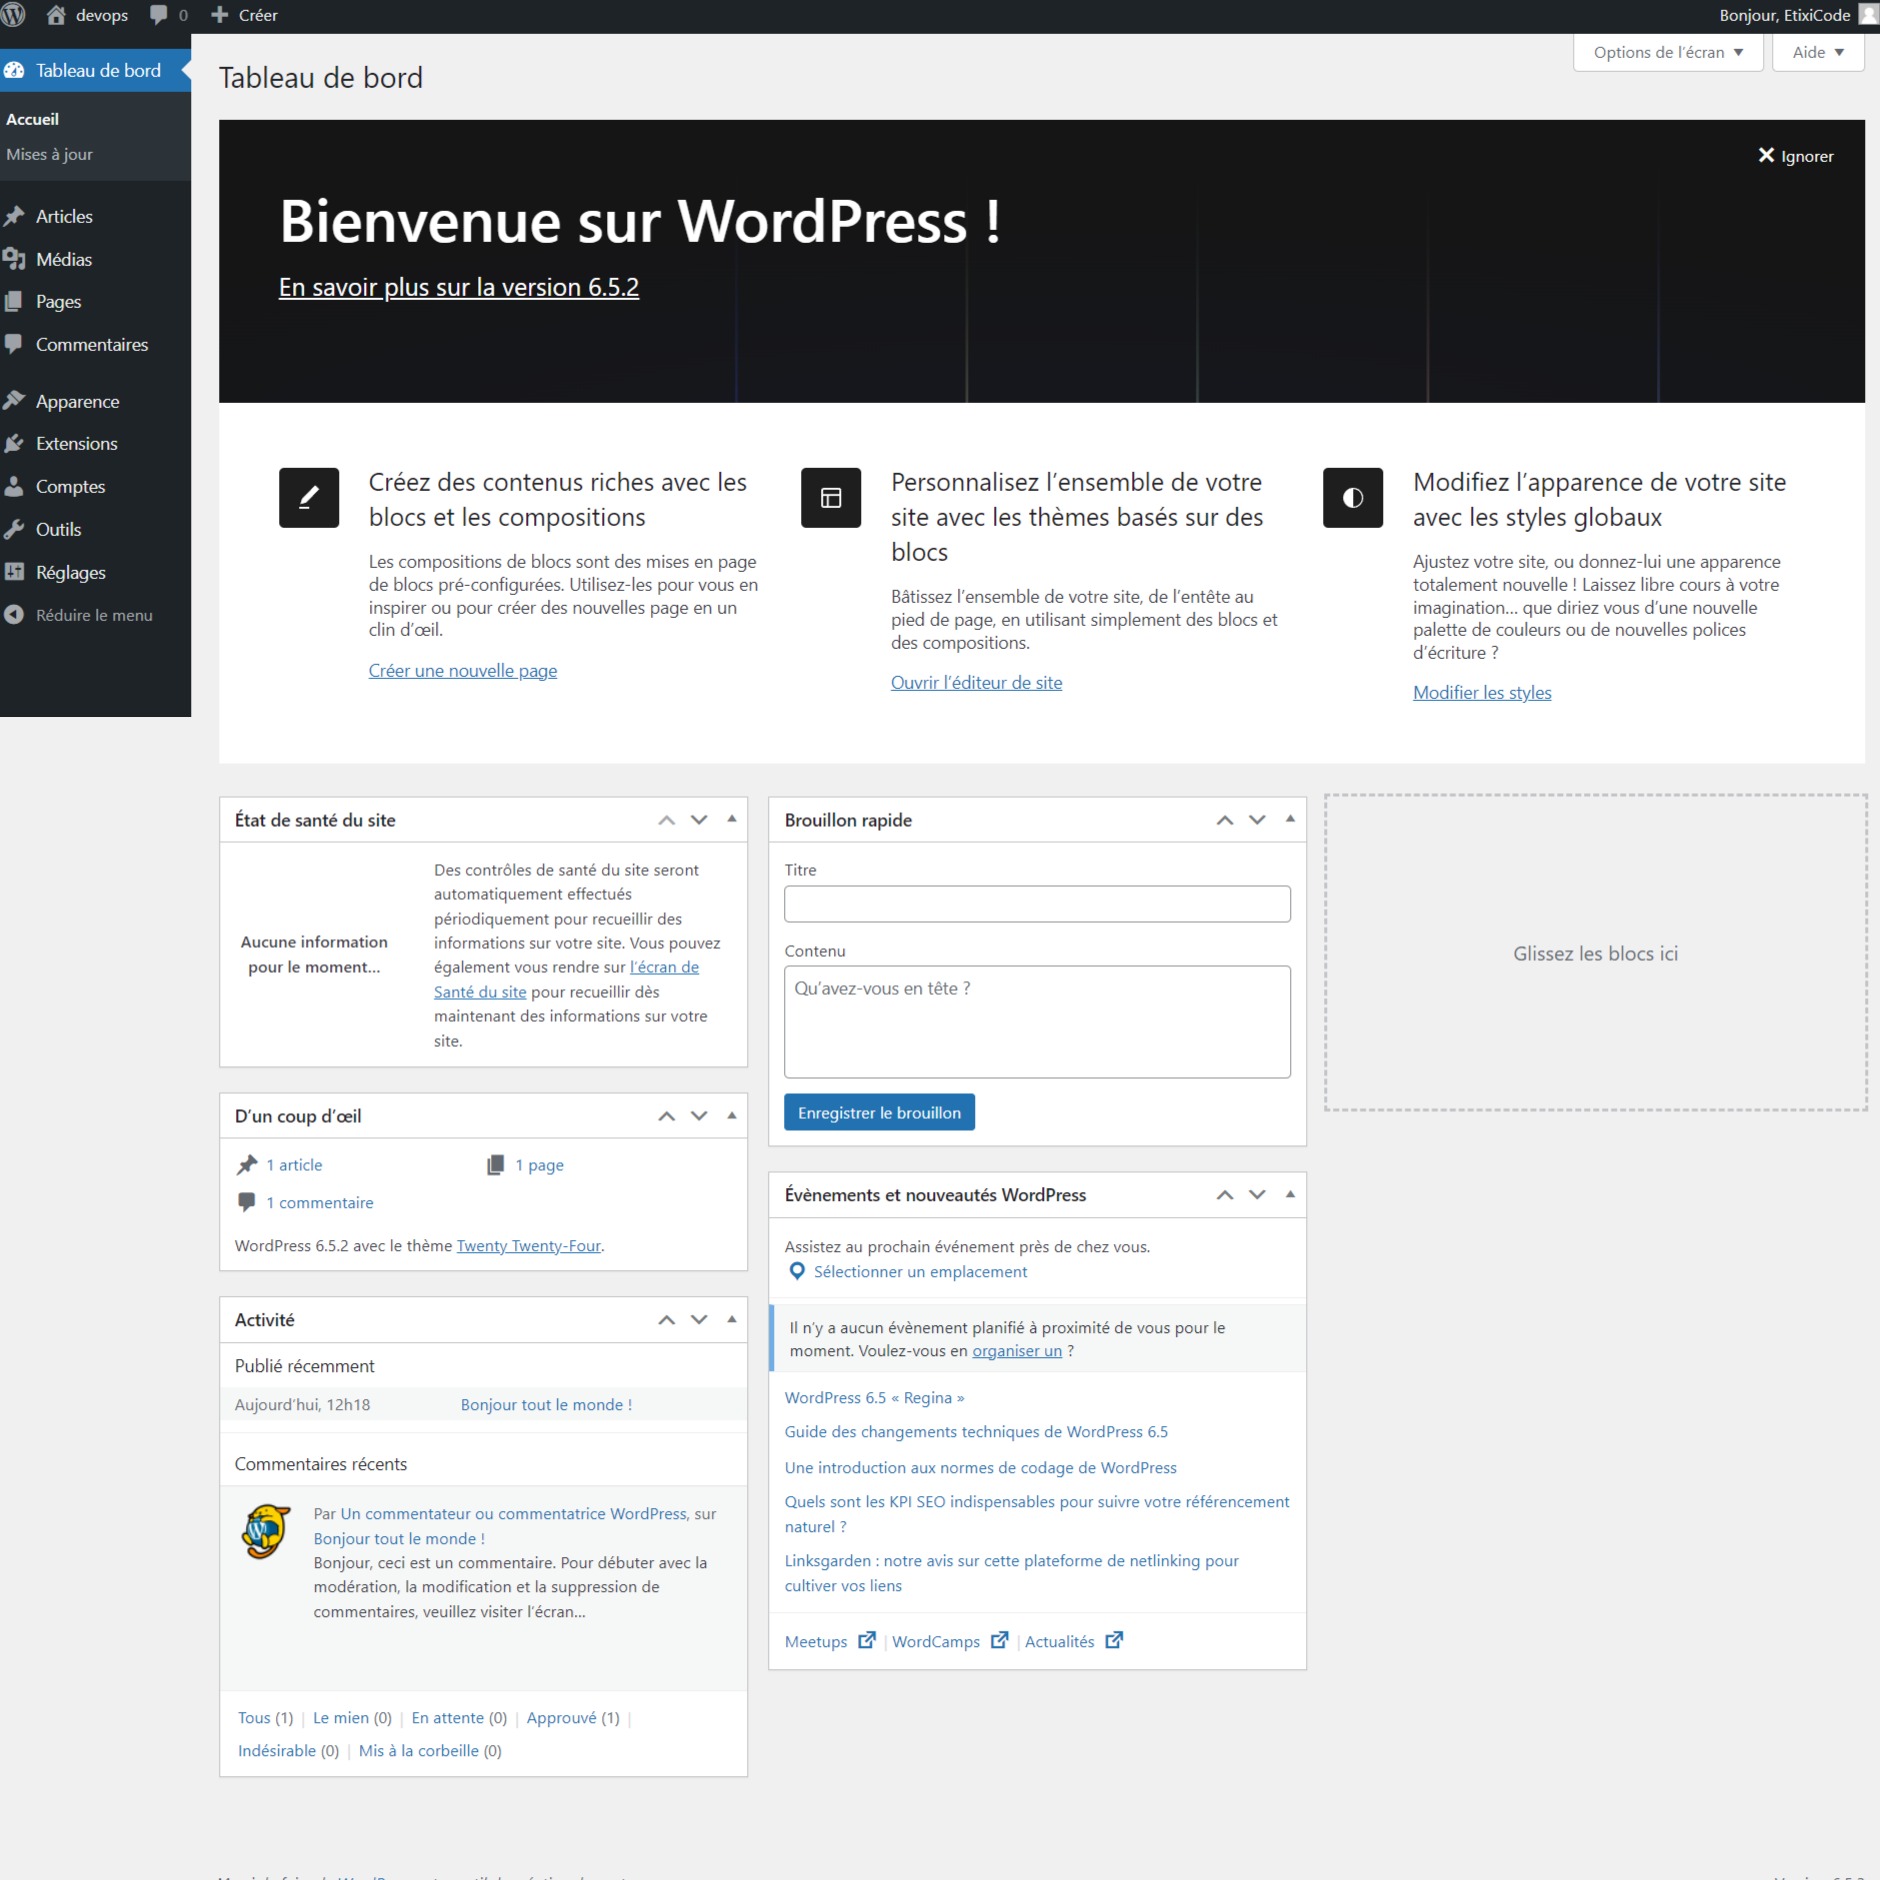 devops 0 Créer Bonjour, EtixiCode
Options de l'écran Aide
Tableau de bord
Accueil
Mises à jour
Articles
Médias
Pages
Commentaires
Apparence
Extensions
Comptes
Outils
Réglages
Réduire le menu
Tableau de bord
Ignorer
Bienvenue sur WordPress !
En savoir plus sur la version 6.5.2
Créez des contenus riches avec les
blocs et les compositions
Les compositions de blocs sont des mises en page
de blocs pré-configurées. Utilisez-les pour vous en
inspirer ou pour créer des nouvelles page en un
clin d'œil.
Créer une nouvelle page
Personnalisez l'ensemble de votre
site avec les thèmes basés sur des
blocs
Bâtissez l'ensemble de votre site, de l'entête au
pied de page, en utilisant simplement des blocs et
des compositions.
Ouvrir l'éditeur de site
Modifiez l'apparence de votre site
avec les styles globaux
Ajustez votre site, ou donnez-lui une apparence
totalement nouvelle ! Laissez libre cours à votre
imagination... que diriez vous d'une nouvelle
palette de couleurs ou de nouvelles polices
d'écriture ?
Modifier les styles
État de santé du site
Aucune information
pour le moment...
Des contrôles de santé du site seront
automatiquement effectués
périodiquement pour recueillir des
informations sur votre site. Vous pouvez
également vous rendre sur l'écran de
Santé du site pour recueillir dès
maintenant des informations sur votre
site.
D'un coup d'œil
1 article 1 page
1 commentaire
WordPress 6.5.2 avec le thème Twenty Twenty-Four.
Activité
Publié récemment
Aujourd'hui, 12h18 Bonjour tout le monde !
Commentaires récents
Par Un commentateur ou commentatrice WordPress, sur
Bonjour tout le monde !
Bonjour, ceci est un commentaire. Pour débuter avec la
modération, la modification et la suppression de
commentaires, veuillez visiter l'écran...
Tous (1) | Le mien (0) | En attente (0) | Approuvé (1) |
Indésirable (0) | Mis à la corbeille (0)
Brouillon rapide
Titre
Contenu
Qu'avez-vous en tête ?
Enregistrer le brouillon
Évènements et nouveautés WordPress
Assistez au prochain événement près de chez vous.
Sélectionner un emplacement
Il n'y a aucun évènement planifié à proximité de vous pour le
moment. Voulez-vous en organiser un ?
WordPress 6.5 « Regina »
Guide des changements techniques de WordPress 6.5
Une introduction aux normes de codage de WordPress
Quels sont les KPI SEO indispensables pour suivre votre référencement
naturel ?
Linksgarden : notre avis sur cette plateforme de netlinking pour
cultiver vos liens
Meetups | WordCamps | Actualités
Glissez les blocs ici